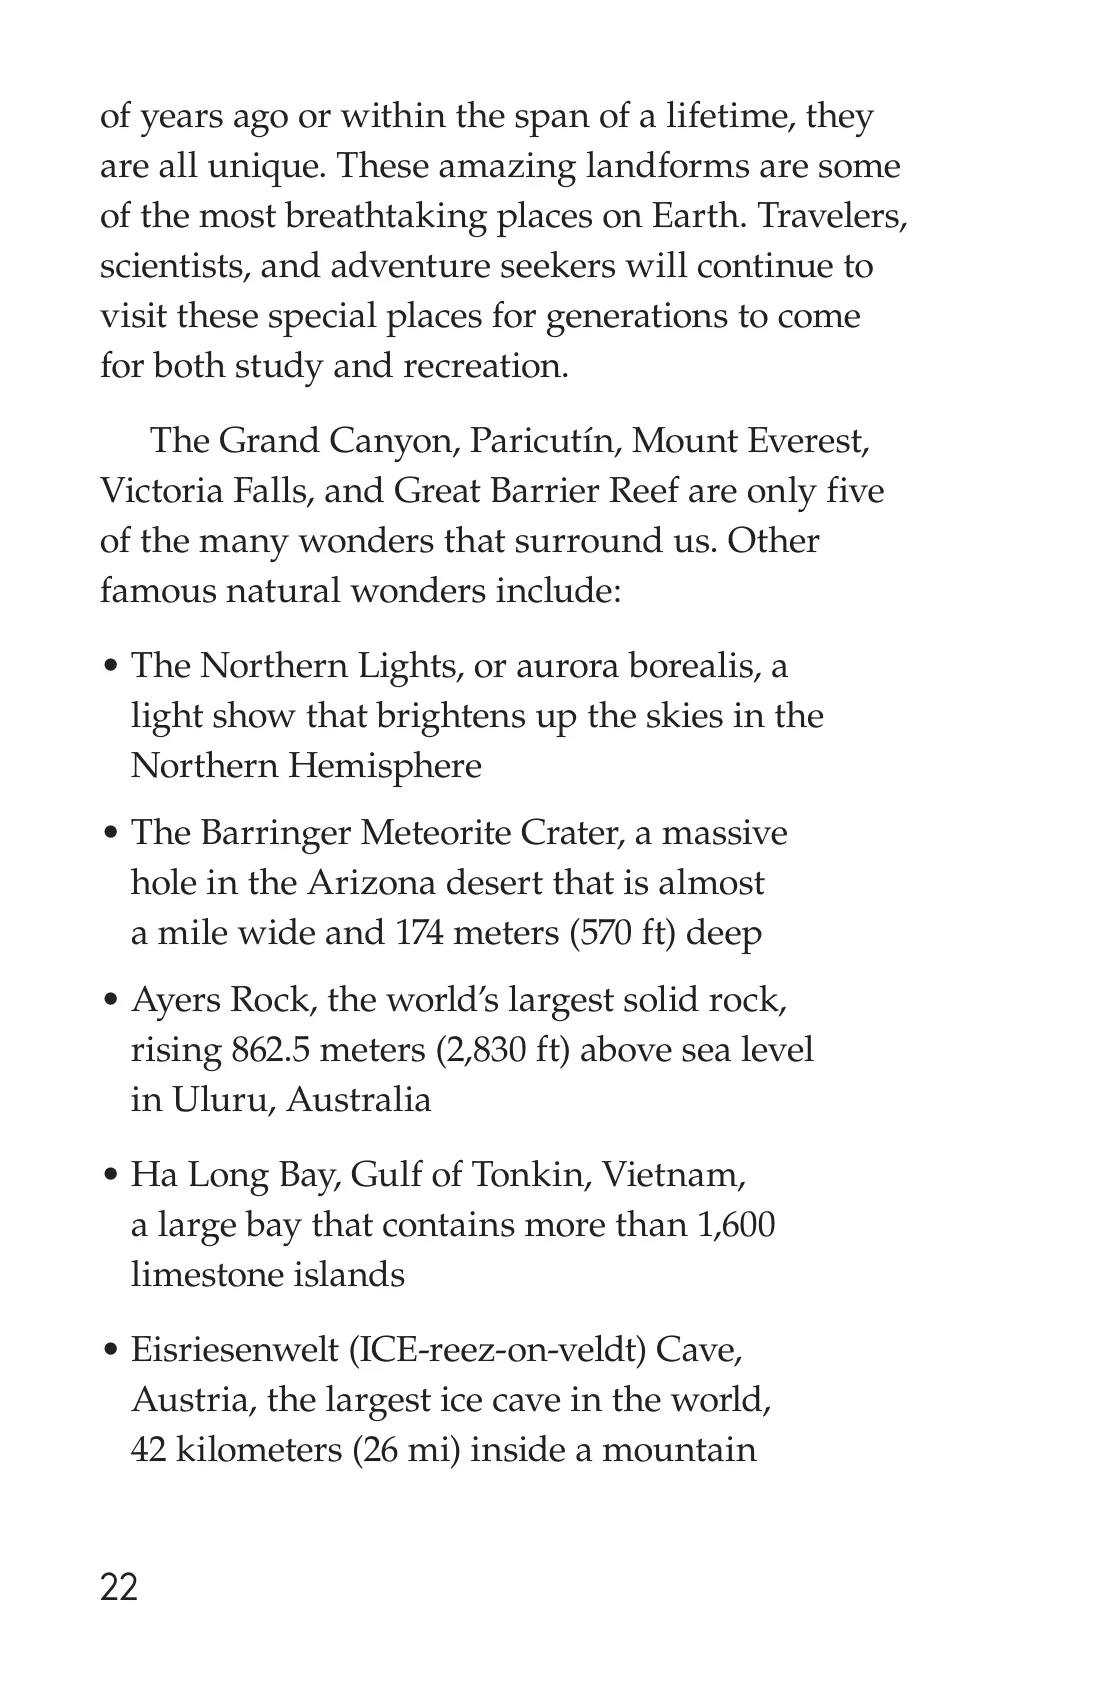 of years ago or within the span of a lifetime, they
are all unique. These amazing landforms are some
of the most breathtaking places on Earth. Travelers,
scientists, and adventure seekers will continue to
visit these special places for generations to come
for both study and recreation.
The Grand Canyon, Paricutín, Mount Everest,
Victoria Falls, and Great Barrier Reef are only five
of the many wonders that surround us. Other
famous natural wonders include:
• The Northern Lights, or aurora borealis, a
light show that brightens up the skies in the
Northern Hemisphere
• The Barringer Meteorite Crater, a massive
hole in the Arizona desert that is almost
a mile wide and 174 meters (570 ft) deep
• Ayers Rock, the world’s largest solid rock,
rising 862.5 meters (2,830 ft) above sea level
in Uluru, Australia
• Ha Long Bay, Gulf of Tonkin, Vietnam,
a large bay that contains more than 1,600
limestone islands
• Eisriesenwelt (ICE-reez-on-veldt) Cave,
Austria, the largest ice cave in the world,
42 kilometers (26 mi) inside a mountain
22